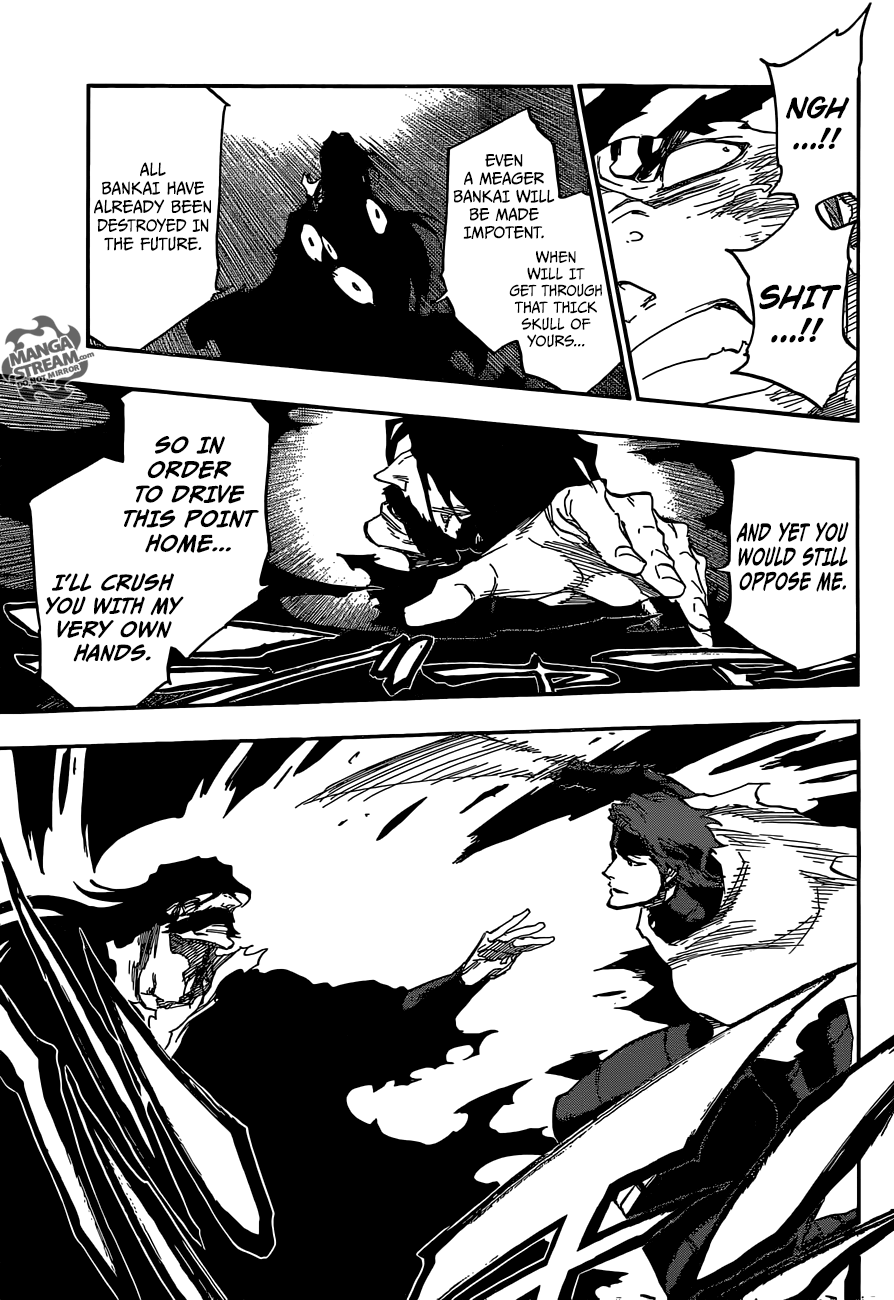 NGH
...!!
SHIT
...!!
EVEN
A MEAGER
BANKAI WILL
BE MADE
IMPOTENT.
WHEN
WILL IT
GET THROUGH
THAT THICK
SKULL OF
YOURS...
ALL
BANKAI HAVE
ALREADY BEEN
DESTROYED IN
THE FUTURE.
MANGA
STREAM.com
DO NOT MIRROR
AND YET YOU
WOULD STILL
OPPOSE ME.
SO IN
ORDER
TO DRIVE
THIS POINT
HOME...
I'LL CRUSH
YOU WITH MY
VERY OWN
HANDS.